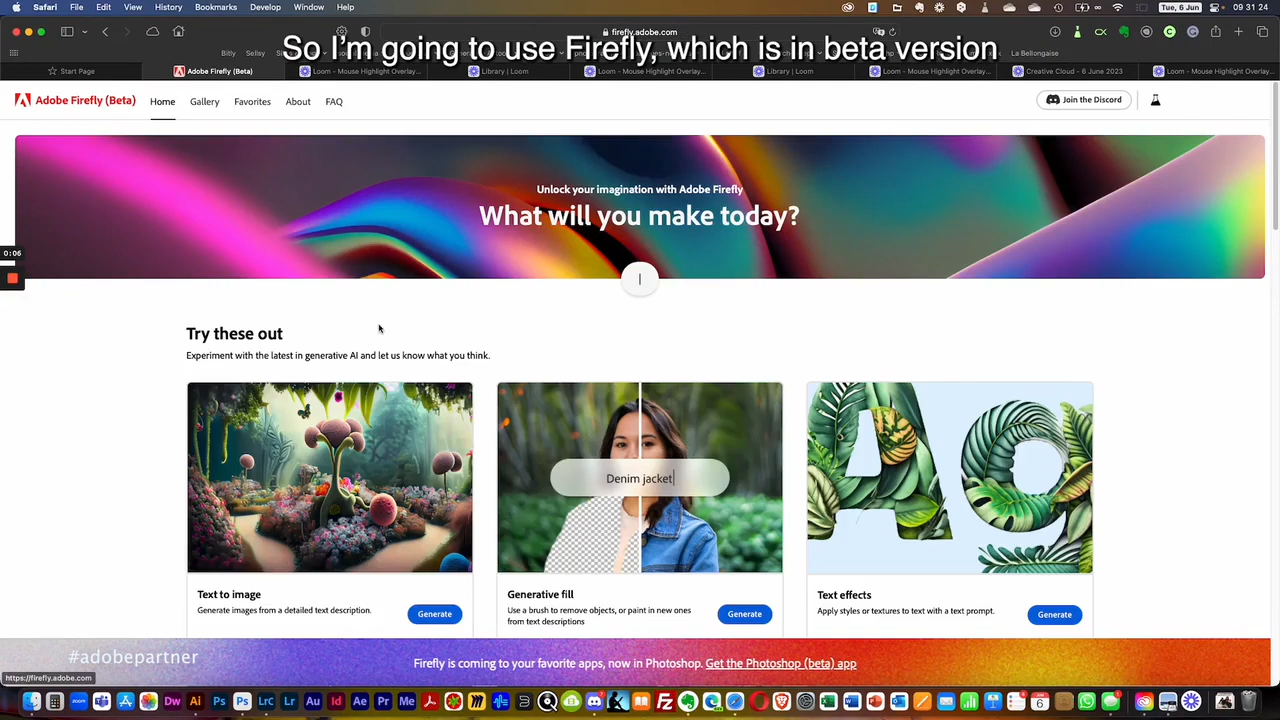 Safari File Edit View History Bookmarks Develop Window Help
Tue, 6 Jun 09:31:24
firefly.adobe.com
So I'm going to use Firefly, which is in beta version
Bitly Sellsy
La Bellongaise
Start Page
Adobe Firefly (Beta)
Loom – Mouse Highlight Overlay...
Library | Loom
Loom – Mouse Highlight Overlay...
Library | Loom
Loom – Mouse Highlight Overlay...
Creative Cloud - 6 June 2023
Loom – Mouse Highlight Overlay...
Adobe Firefly (Beta) Home Gallery Favorites About FAQ
Join the Discord
Unlock your imagination with Adobe Firefly
What will you make today?
0:06
Try these out
Experiment with the latest in generative AI and let us know what you think.
Denim jacket
Text to image
Generate images from a detailed text description.
Generate
Generative fill
Use a brush to remove objects, or paint in new ones
from text descriptions
Generate
Text effects
Apply styles or textures to text with a text prompt.
Generate
#adobepartner
Firefly is coming to your favorite apps, now in Photoshop. Get the Photoshop (beta) app
https://firefly.adobe.com